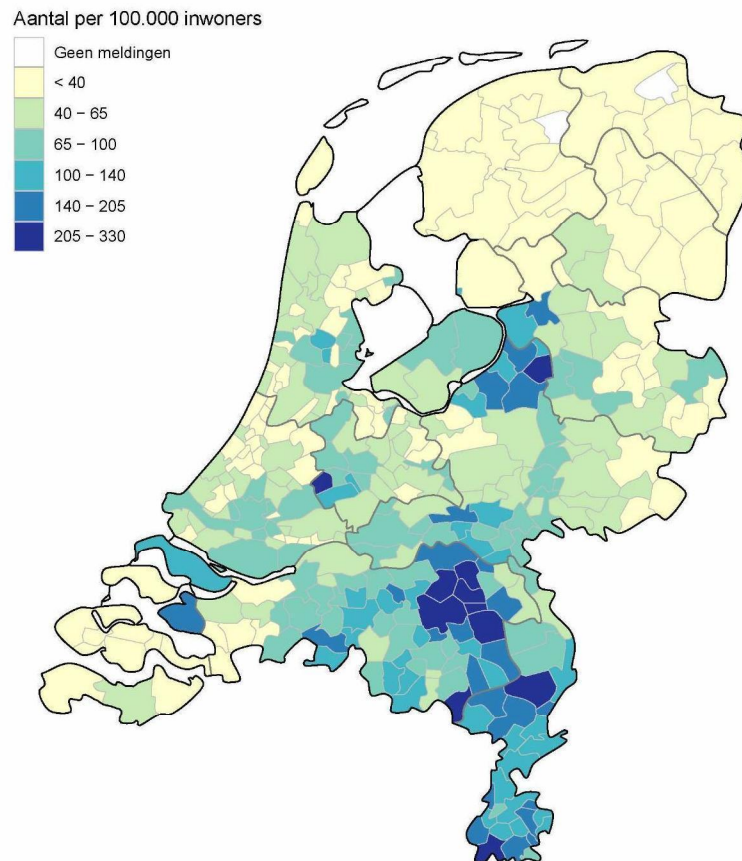 Aantal per 100.000 inwoners
Geen meldingen
< 40
40 – 65
65 – 100
100 – 140
140 – 205
205 – 330